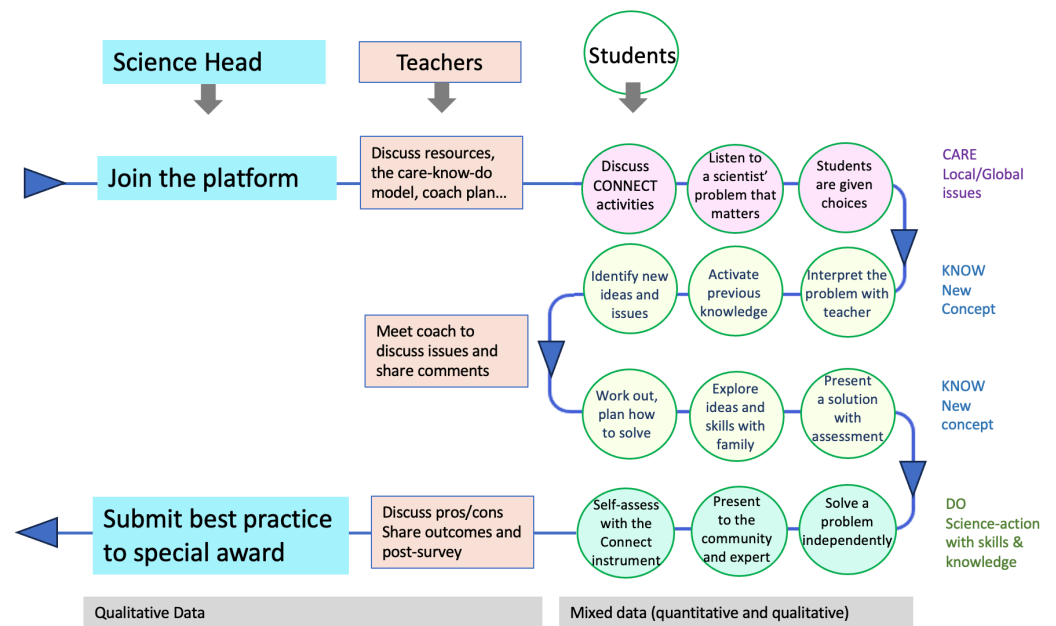 Science Head
Teachers
Students
Join the platform
Discuss resources,
the care-know-do
model, coach plan...
Discuss
CONNECT
activities
Listen to
a scientist'
problem that
matters
Students
are given
choices
CARE
Local/Global
issues
Identify new
ideas and
issues
Activate
previous
knowledge
Interpret the
problem with
teacher
KNOW
New
Concept
Meet coach to
discuss issues and
share comments
Work out,
plan how
to solve
Explore
ideas and
skills with
family
Present
a solution
with
assessment
KNOW
New
concept
Submit best practice
to special award
Discuss pros/cons
Share outcomes and
post-survey
Self-assess
with the
Connect
instrument
Present
to the
community
and expert
Solve a
problem
independently
DO
Science-action
with skills &
knowledge
Qualitative Data
Mixed data (quantitative and qualitative)